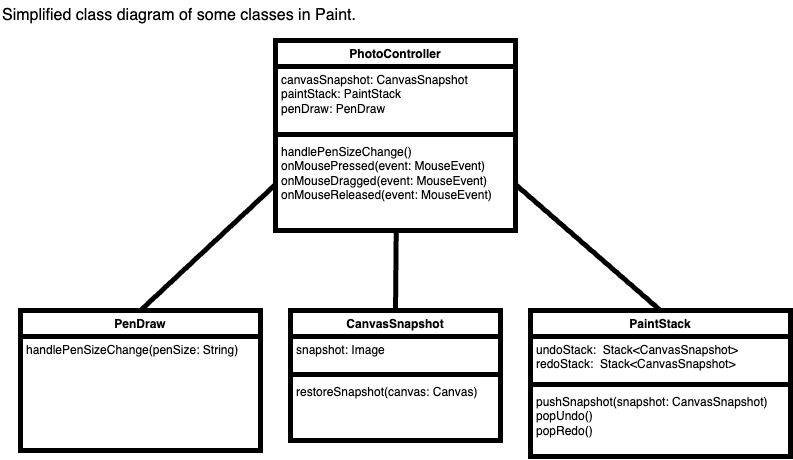 Simplified class diagram of some classes in Paint.
PhotoController
canvasSnapshot: CanvasSnapshot
paintStack: PaintStack
penDraw: PenDraw
handlePenSizeChange()
onMousePressed(event: MouseEvent)
onMouseDragged(event: MouseEvent)
onMouseReleased(event: MouseEvent)
PenDraw
handlePenSizeChange(penSize: String)
CanvasSnapshot
snapshot: Image
restoreSnapshot(canvas: Canvas)
PaintStack
undoStack: Stack<CanvasSnapshot>
redoStack: Stack<CanvasSnapshot>
pushSnapshot(snapshot: CanvasSnapshot)
popUndo()
popRedo()